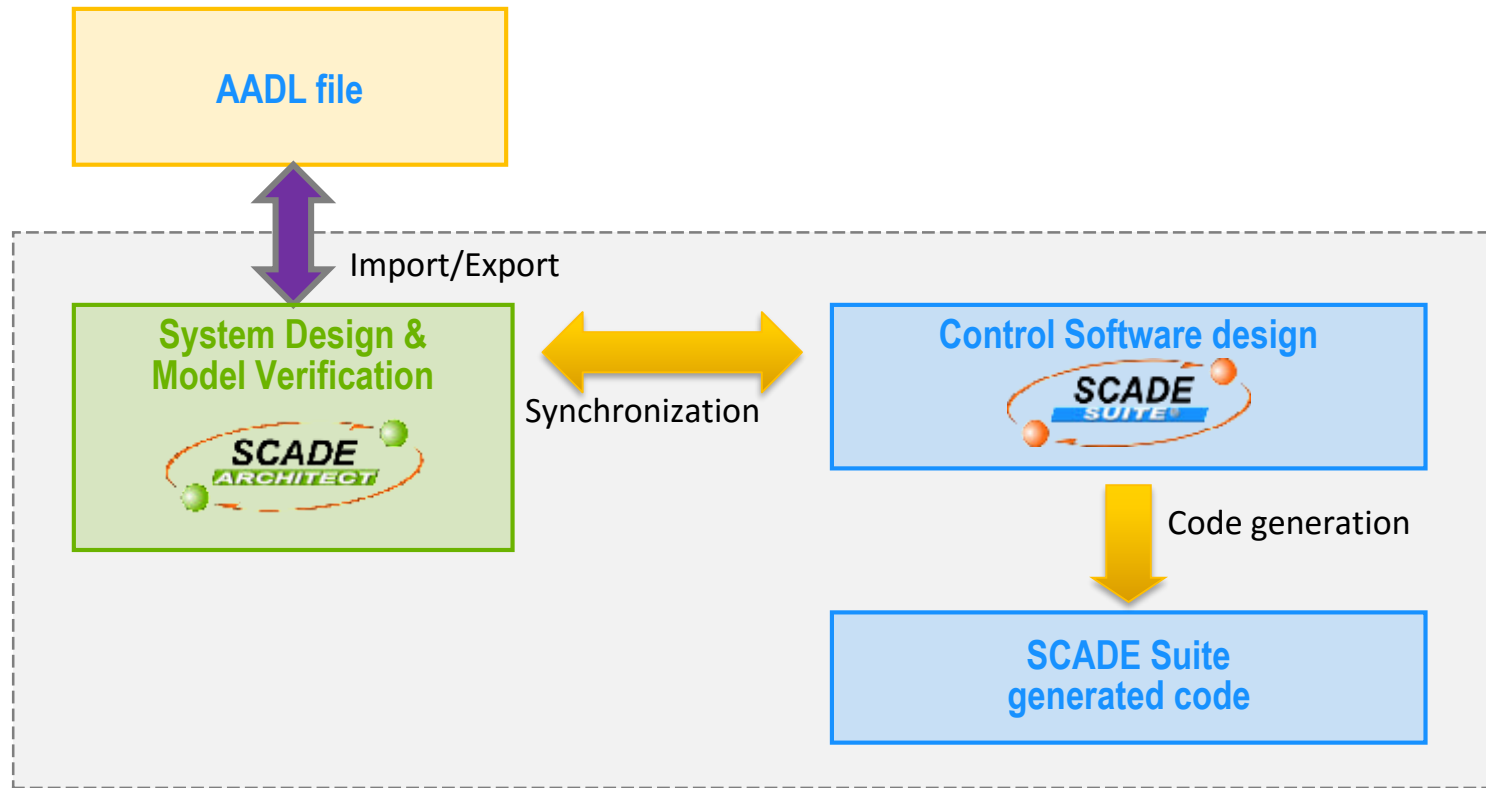 AADL file
Import/Export
System Design &
Model Verification
SCADE
ARCHITECT
Synchronization
Control Software design
SCADE
SUITE®
Code generation
SCADE Suite
generated code